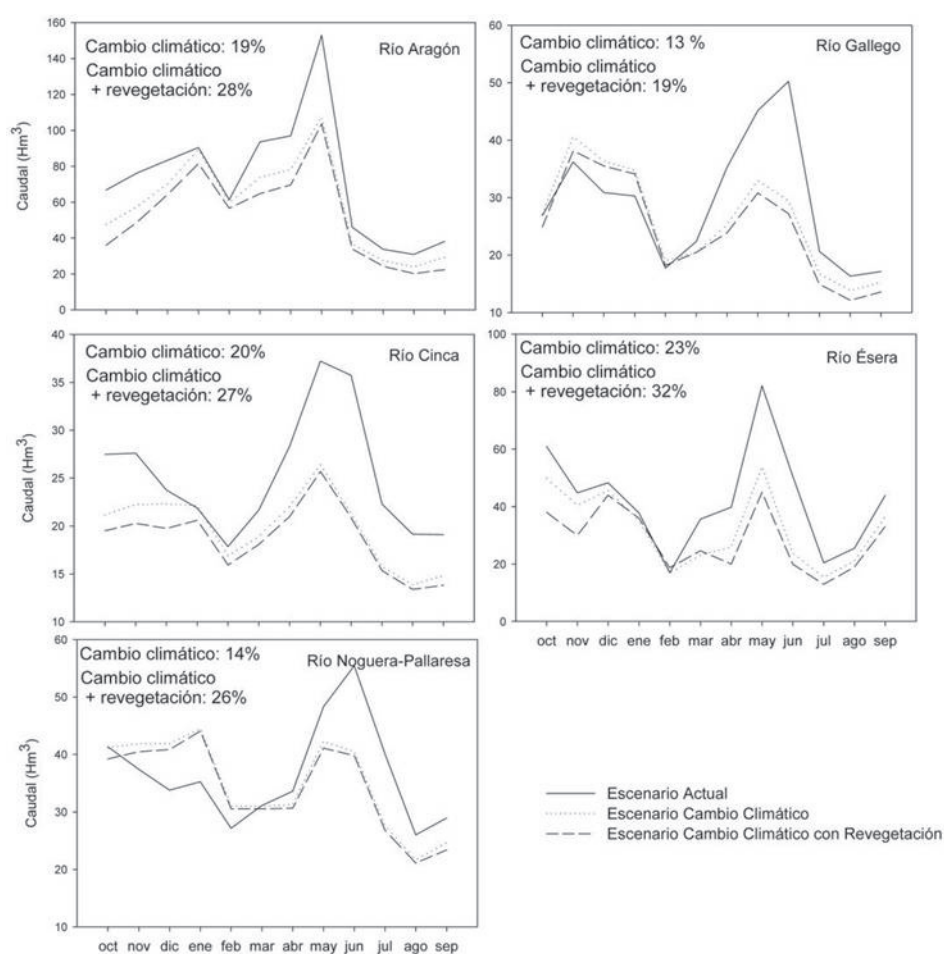 160
140
120
100
80
60
40
20
0
Caudal (Hm³)
Cambio climático: 19%
Cambio climático
+ revegetación: 28%
Río Aragón
60
50
40
30
20
10
Cambio climático: 13 %
Cambio climático
+ revegetación: 19%
Río Gallego
40
35
30
25
20
15
10
Caudal (Hm³)
Cambio climático: 20%
Cambio climático
+ revegetación: 27%
Río Cinca
100
80
60
40
20
0
Cambio climático: 23%
Cambio climático
+ revegetación: 32%
Río Ésera
oct nov dic ene feb mar abr may jun jul ago sep
60
50
40
30
20
10
Caudal (Hm³)
Cambio climático: 14%
Cambio climático
+ revegetación: 26%
Río Noguera-Pallaresa
oct nov dic ene feb mar abr may jun jul ago sep
Escenario Actual
Escenario Cambio Climático
Escenario Cambio Climático con Revegetación